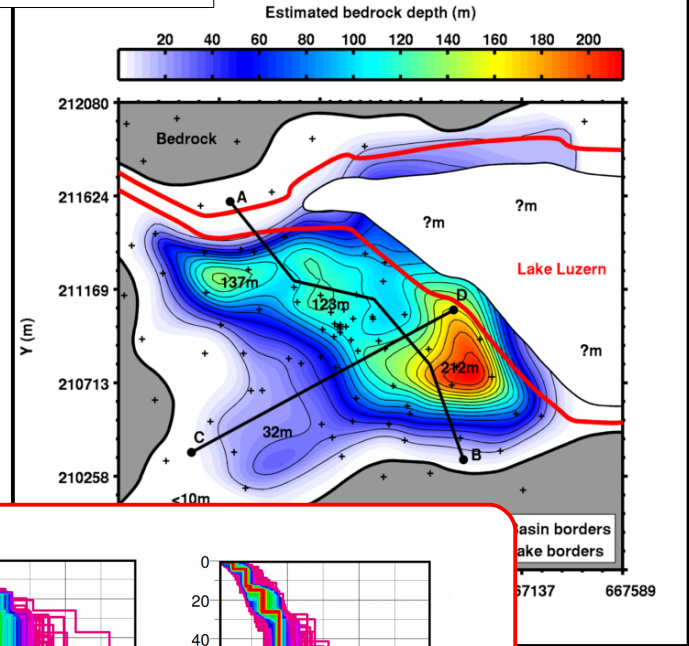 Estimated bedrock depth (m)
20 40 60 80 100 120 140 160 180 200
212080
Bedrock
211624
A
?m
?m
Lake Luzern
137m
211169
D
123m
Y (m)
?m
212m
210713
C
32m
B
210258
<10m
asin borders
ake borders
67137 667589
0
20
40